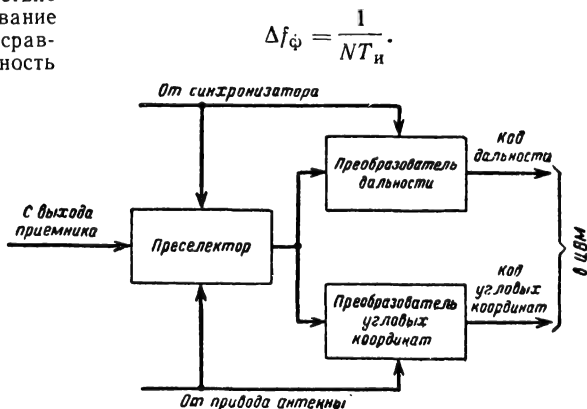 вание
срав-
ность
Δf_ф = 1 / NT_и.
От синхронизатора
Преобразователь
дальности
Код
дальности
С выхода
приемника
Преселектор
в ЦВМ
Преобразователь
угловых
координат
Код
угловых
координат
От привода антенны